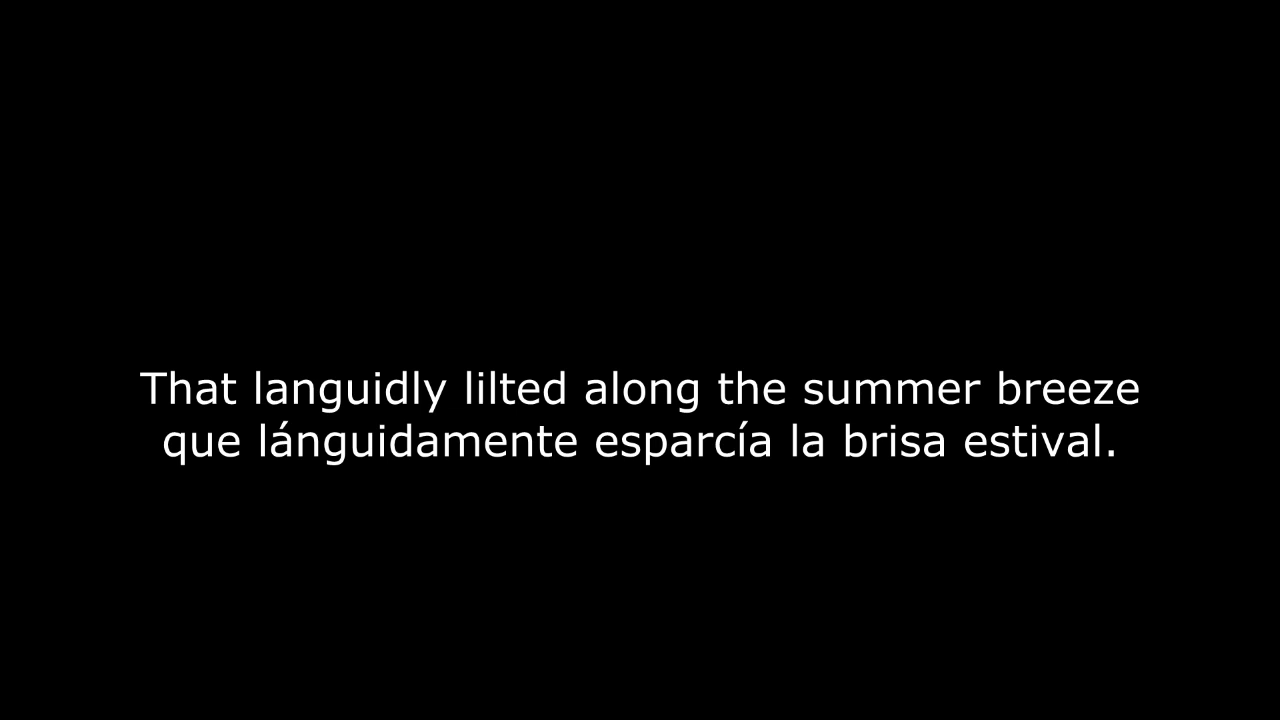 That languidly lilted along the summer breeze
que lánguidamente esparcía la brisa estival.